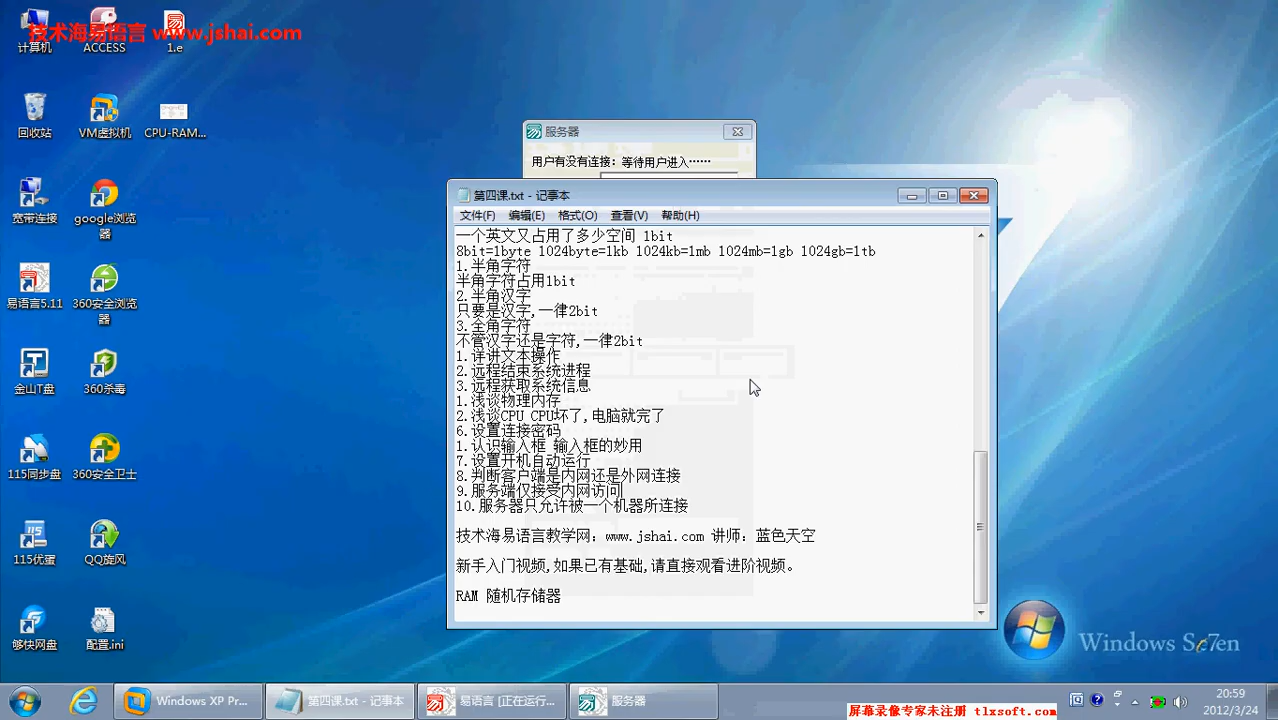 技术海易语言 www.jshai.com
计算机
ACCESS
1.e
回收站
VM虚拟机
CPU-RAM...
宽带连接
google浏览器
易语言5.11
360安全浏览器
金山T盘
360杀毒
115同步盘
360安全卫士
115优蛋
QQ旋风
够快网盘
配置.ini
服务器
用户有没有连接: 等待用户进入……
第四课.txt - 记事本
文件(F) 编辑(E) 格式(O) 查看(V) 帮助(H)
一个英文又占用了多少空间 1bit
8bit=1byte 1024byte=1kb 1024kb=1mb 1024mb=1gb 1024gb=1tb
1.半角字符
半角字符占用1bit
2.半角汉字
只要是汉字,一律2bit
3.全角字符
不管汉字还是字符,一律2bit
1.详讲文本操作
2.远程结束系统进程
3.远程获取系统信息
1.浅谈物理内存
2.浅谈CPU CPU坏了,电脑就完了
6.设置连接密码
1.认识输入框 输入框的妙用
7.设置开机自动运行
8.判断客户端是内网还是外网连接
9.服务端仅接受内网访问
10.服务器只允许被一个机器所连接
技术海易语言教学网: www.jshai.com 讲师: 蓝色天空
新手入门视频,如果已有基础,请直接观看进阶视频。
RAM 随机存储器
Windows Se7en
Windows XP Pr...
第四课.txt - 记事本
易语言 [正在运行...
服务器
20:59
2012/3/24
屏幕录像专家未注册 tlxsoft.com